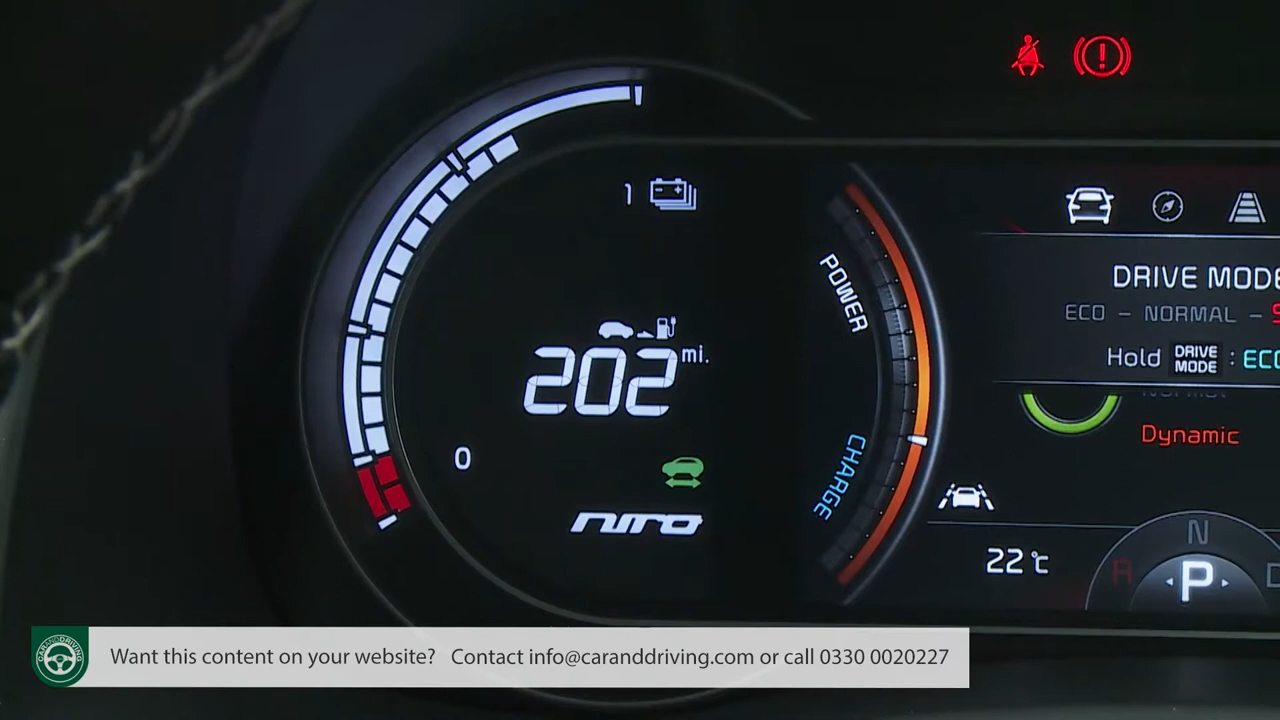 1
202 mi.
0
NIRO
POWER
CHARGE
DRIVE MODE
ECO – NORMAL – S
Hold DRIVE MODE : ECO
Dynamic
22 °C
N
R P D
CARANDDRIVING
Want this content on your website? Contact info@caranddriving.com or call 0330 0020227